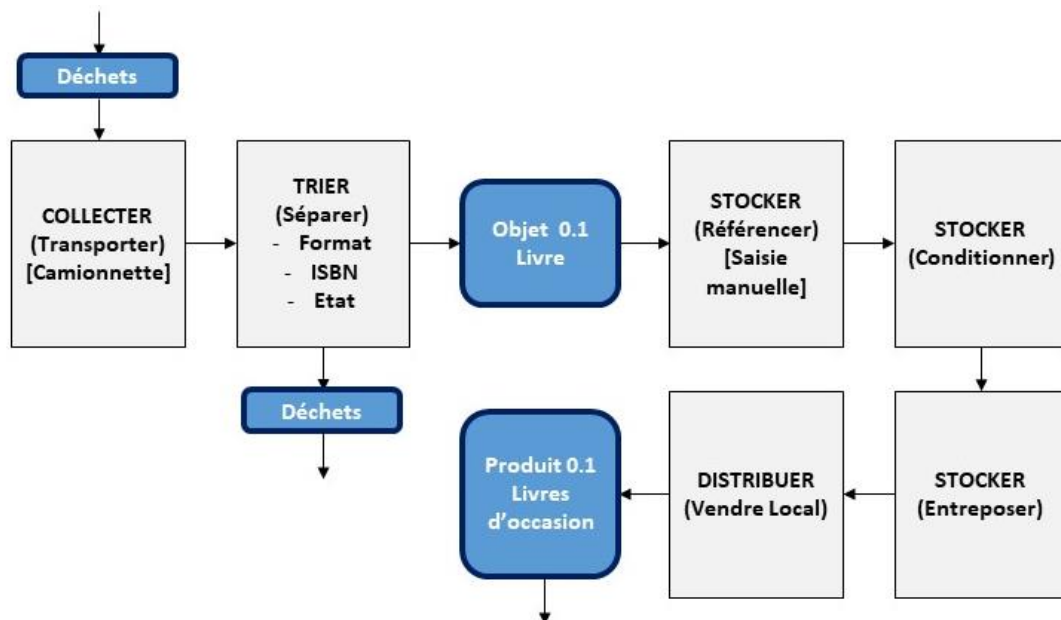 Déchets
COLLECTER
(Transporter)
[Camionnette]
TRIER
(Séparer)
- Format
- ISBN
- Etat
Objet 0.1
Livre
STOCKER
(Référencer)
[Saisie
manuelle]
STOCKER
(Conditionner)
Déchets
Produit 0.1
Livres
d'occasion
DISTRIBUER
(Vendre Local)
STOCKER
(Entreposer)